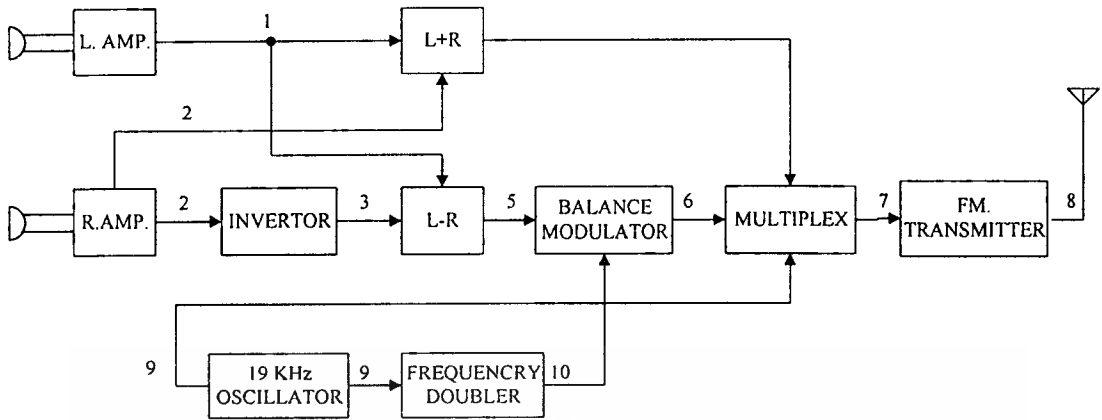 1
L. AMP.
L+R
2
R.AMP.
2
INVERTOR
3
L-R
5
BALANCE
MODULATOR
6
MULTIPLEX
7
FM.
TRANSMITTER
8
9
19 KHz
OSCILLATOR
9
FREQUENCRY
DOUBLER
10